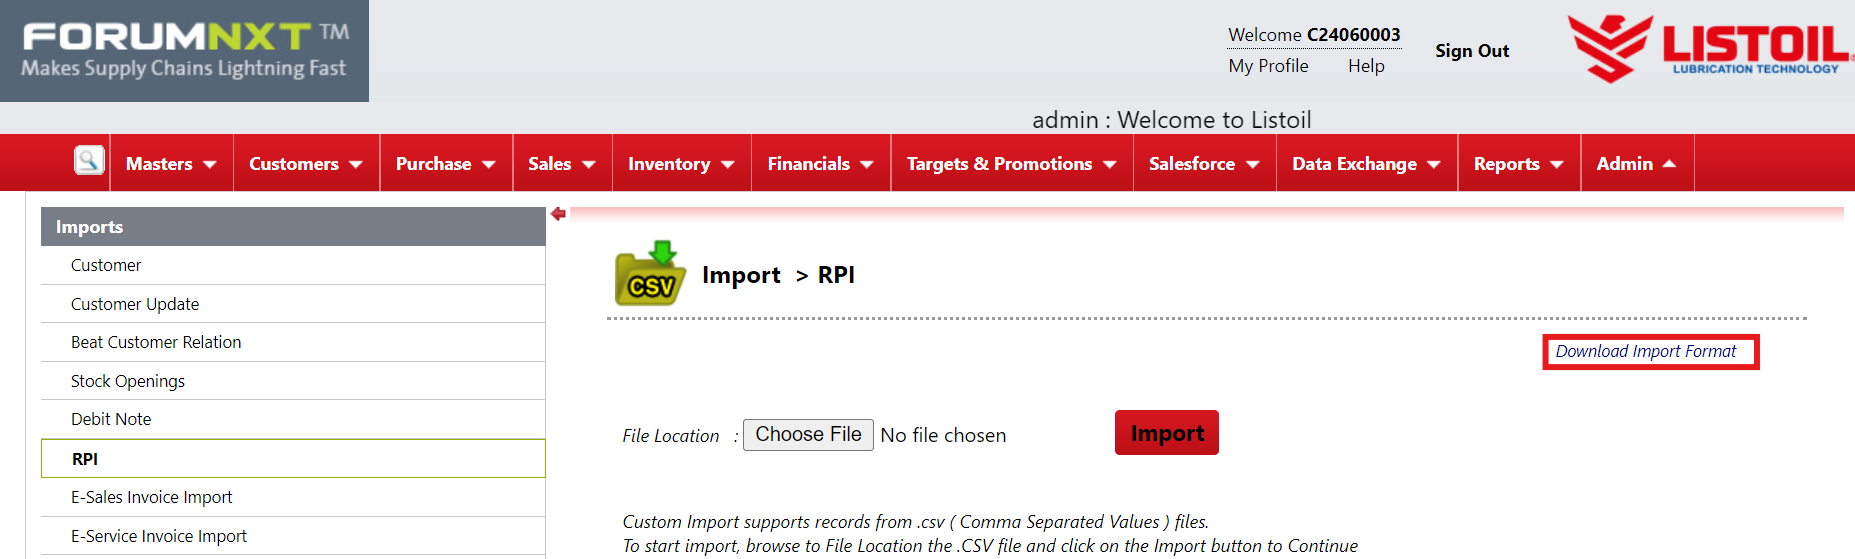 FORUMNXT TM
Makes Supply Chains Lightning Fast
Welcome C24060003
My Profile Help
Sign Out
LISTOIL®
LUBRICATION TECHNOLOGY
admin : Welcome to Listoil
Masters Customers Purchase Sales Inventory Financials Targets & Promotions Salesforce Data Exchange Reports Admin
Imports
Customer
Customer Update
Beat Customer Relation
Stock Openings
Debit Note
RPI
E-Sales Invoice Import
E-Service Invoice Import
CSV
Import > RPI
Download Import Format
File Location : Choose File No file chosen Import
Custom Import supports records from .csv ( Comma Separated Values ) files.
To start import, browse to File Location the .CSV file and click on the Import button to Continue